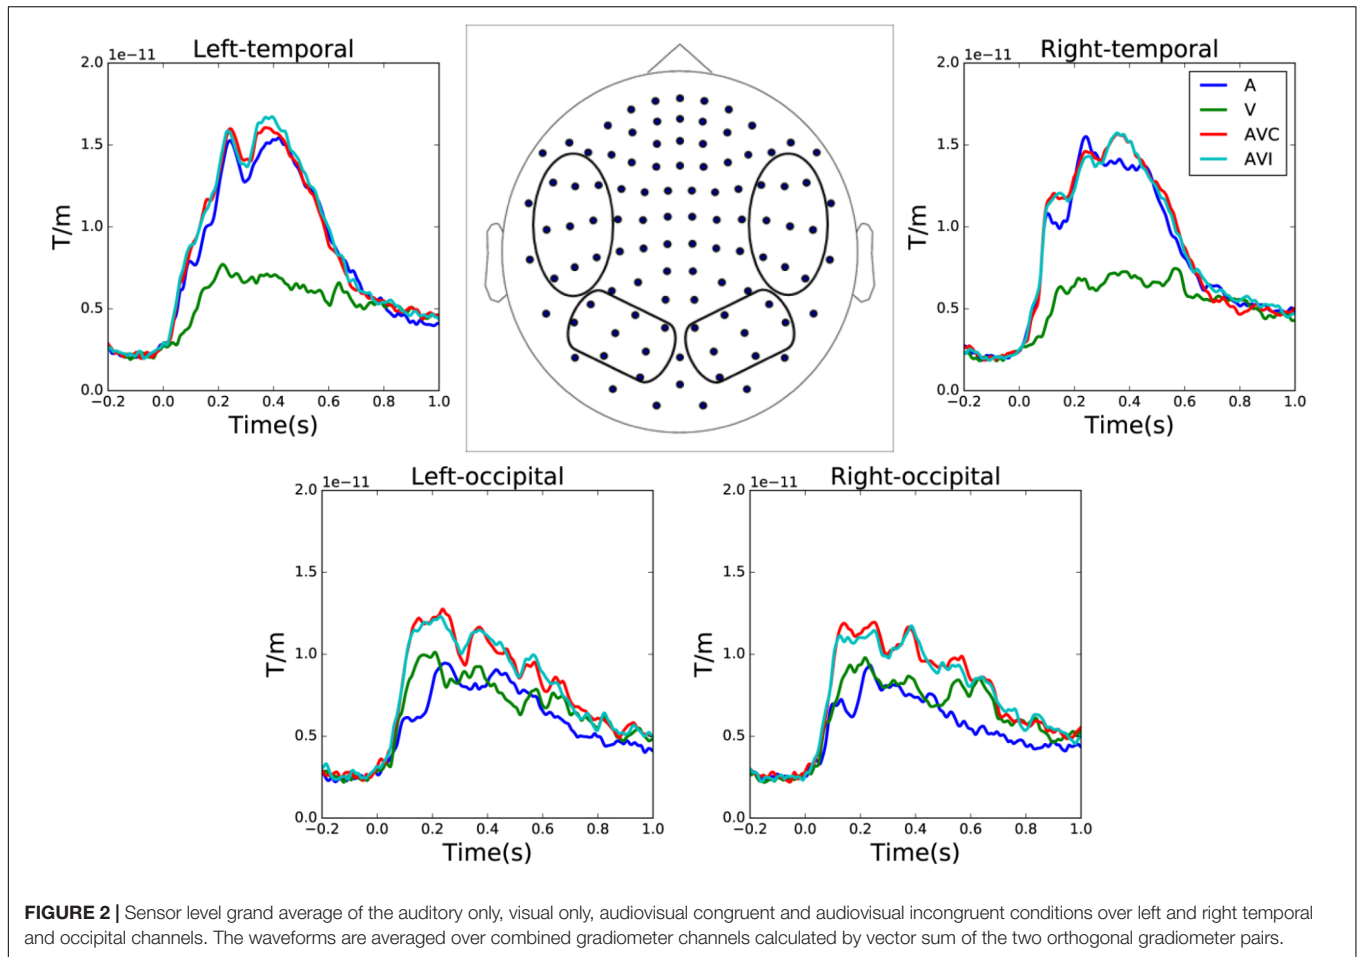 Left-temporal
1e−11
2.0
1.5
1.0
0.5
0.0
T/m
−0.2 0.0 0.2 0.4 0.6 0.8 1.0
Time(s)
Right-temporal
1e−11
2.0
1.5
1.0
0.5
0.0
T/m
A
V
AVC
AVI
−0.2 0.0 0.2 0.4 0.6 0.8 1.0
Time(s)
Left-occipital
1e−11
2.0
1.5
1.0
0.5
0.0
T/m
−0.2 0.0 0.2 0.4 0.6 0.8 1.0
Time(s)
Right-occipital
1e−11
2.0
1.5
1.0
0.5
0.0
T/m
−0.2 0.0 0.2 0.4 0.6 0.8 1.0
Time(s)
FIGURE 2 | Sensor level grand average of the auditory only, visual only, audiovisual congruent and audiovisual incongruent conditions over left and right temporal
and occipital channels. The waveforms are averaged over combined gradiometer channels calculated by vector sum of the two orthogonal gradiometer pairs.